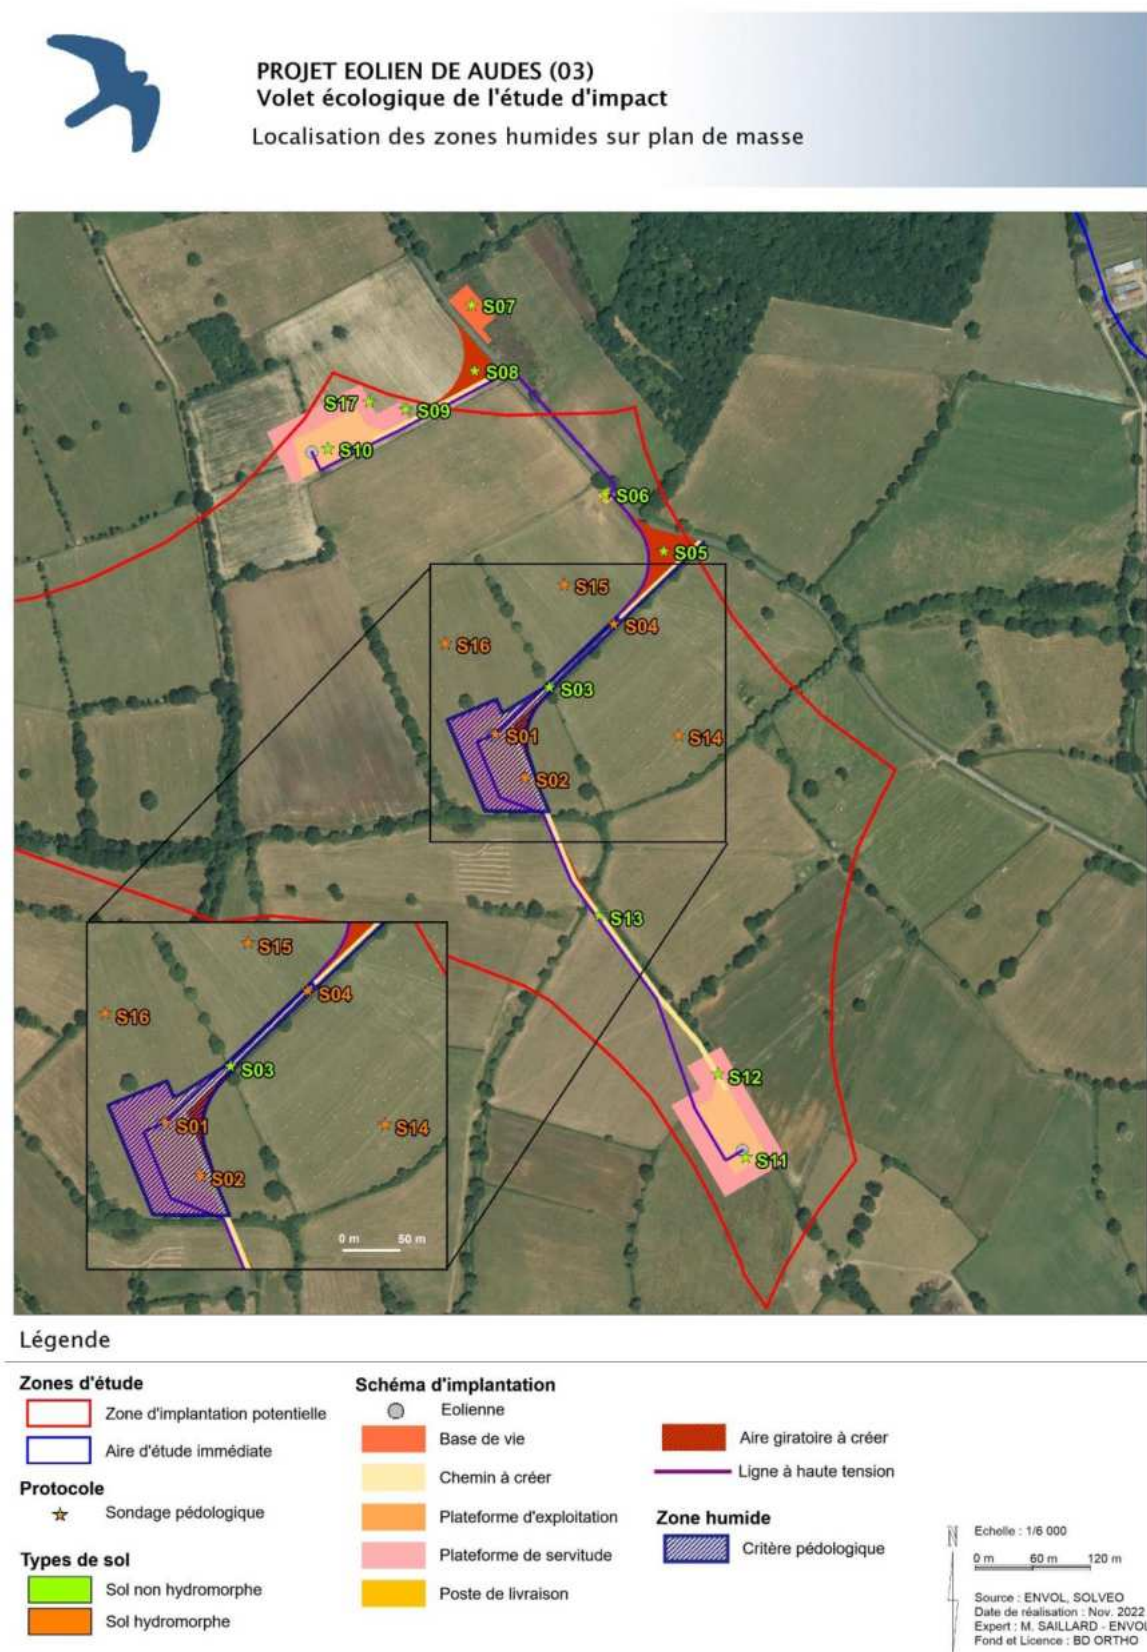 PROJET EOLIEN DE AUDES (03)
Volet écologique de l'étude d'impact
Localisation des zones humides sur plan de masse
S07
S08
S17
S09
S10
S06
S05
S15
S04
S16
S03
S01
S14
S02
S13
S12
S11
S15
S04
S16
S03
S01
S14
S02
0 m 50 m
Légende
Zones d'étude
Zone d'implantation potentielle
Aire d'étude immédiate
Protocole
Sondage pédologique
Types de sol
Sol non hydromorphe
Sol hydromorphe
Schéma d'implantation
Eolienne
Base de vie
Chemin à créer
Plateforme d'exploitation
Plateforme de servitude
Poste de livraison
Aire giratoire à créer
Ligne à haute tension
Zone humide
Critère pédologique
N
Echelle : 1/6 000
0 m 60 m 120 m
Source : ENVOL, SOLVEO
Date de réalisation : Nov. 2022
Expert : M. SAILLARD - ENVOL
Fond et Licence : BD ORTHO